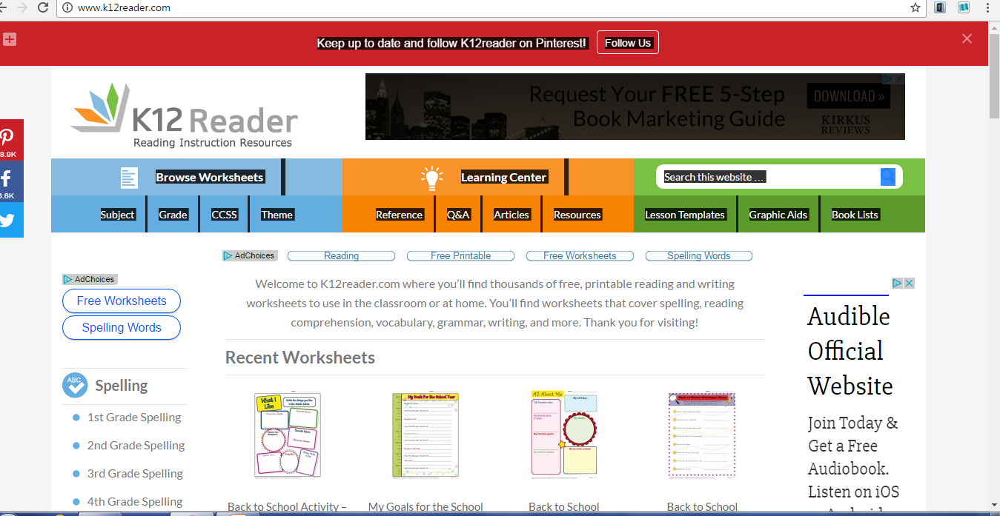 www.k12reader.com
Keep up to date and follow K12reader on Pinterest! Follow Us
Request Your FREE 5-Step
Book Marketing Guide
DOWNLOAD »
KIRKUS
REVIEWS
K12 Reader
Reading Instruction Resources
8.9K
Browse Worksheets
Learning Center
Search this website …
Subject Grade CCSS Theme
Reference Q&A Articles Resources
Lesson Templates Graphic Aids Book Lists
AdChoices Reading Free Printable Free Worksheets Spelling Words
AdChoices
Free Worksheets
Spelling Words
Welcome to K12reader.com where you’ll find thousands of free, printable reading and writing
worksheets to use in the classroom or at home. You’ll find worksheets that cover spelling, reading
comprehension, vocabulary, grammar, writing, and more. Thank you for visiting!
Recent Worksheets
ABC
Spelling
1st Grade Spelling
2nd Grade Spelling
3rd Grade Spelling
4th Grade Spelling
What I
Like
My Goals For the School Year
All About Me
My birthday:
My family:
Back to School Activity –
My Goals for the School
Back to School
Back to School
Audible
Official
Website
Join Today &
Get a Free
Audiobook.
Listen on iOS